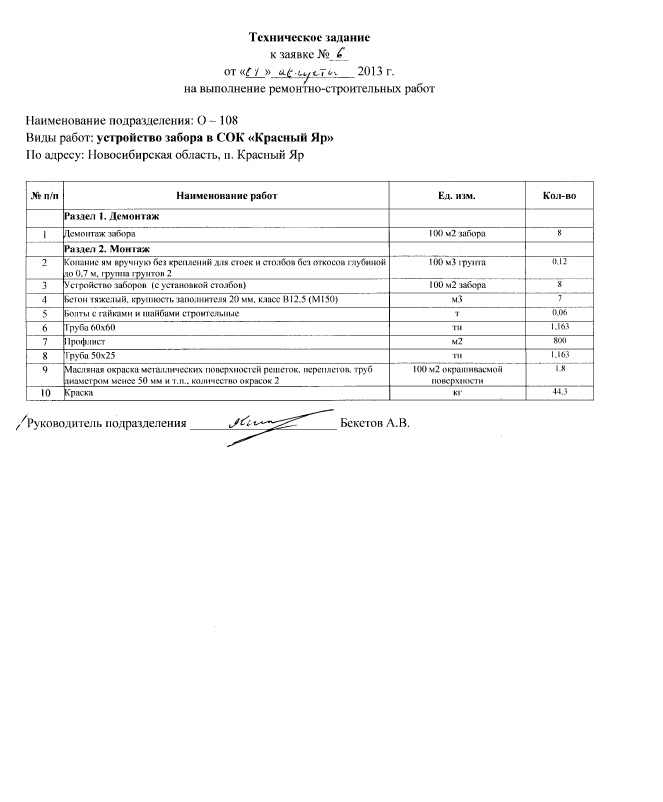 Техническое задание
к заявке № 6
от «01» августа 2013 г.
на выполнение ремонтно-строительных работ
Наименование подразделения: О – 108
Виды работ: устройство забора в СОК «Красный Яр»
По адресу: Новосибирская область, п. Красный Яр
№ п/п Наименование работ Ед. изм. Кол-во
Раздел 1. Демонтаж
1 Демонтаж забора 100 м2 забора 8
Раздел 2. Монтаж
2 Копание ям вручную без креплений для стоек и столбов без откосов глубиной 100 м3 грунта 0,12
до 0,7 м, группа грунтов 2
3 Устройство заборов (с установкой столбов) 100 м2 забора 8
4 Бетон тяжелый, крупность заполнителя 20 мм, класс В12,5 (М150) м3 7
5 Болты с гайками и шайбами строительные т 0,06
6 Труба 60х60 тн 1,163
7 Профлист м2 800
8 Труба 50х25 тн 1,163
9 Масляная окраска металлических поверхностей решеток, переплетов, труб 100 м2 окрашиваемой 1,8
диаметром менее 50 мм и т.п., количество окрасок 2 поверхности
10 Краска кг 44,3
Руководитель подразделения Бекетов А.В.